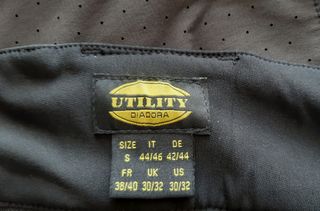 UTILITY
DIADORA
SIZE IT DE
S 44/46 42/44
FR UK US
38/40 30/32 30/32